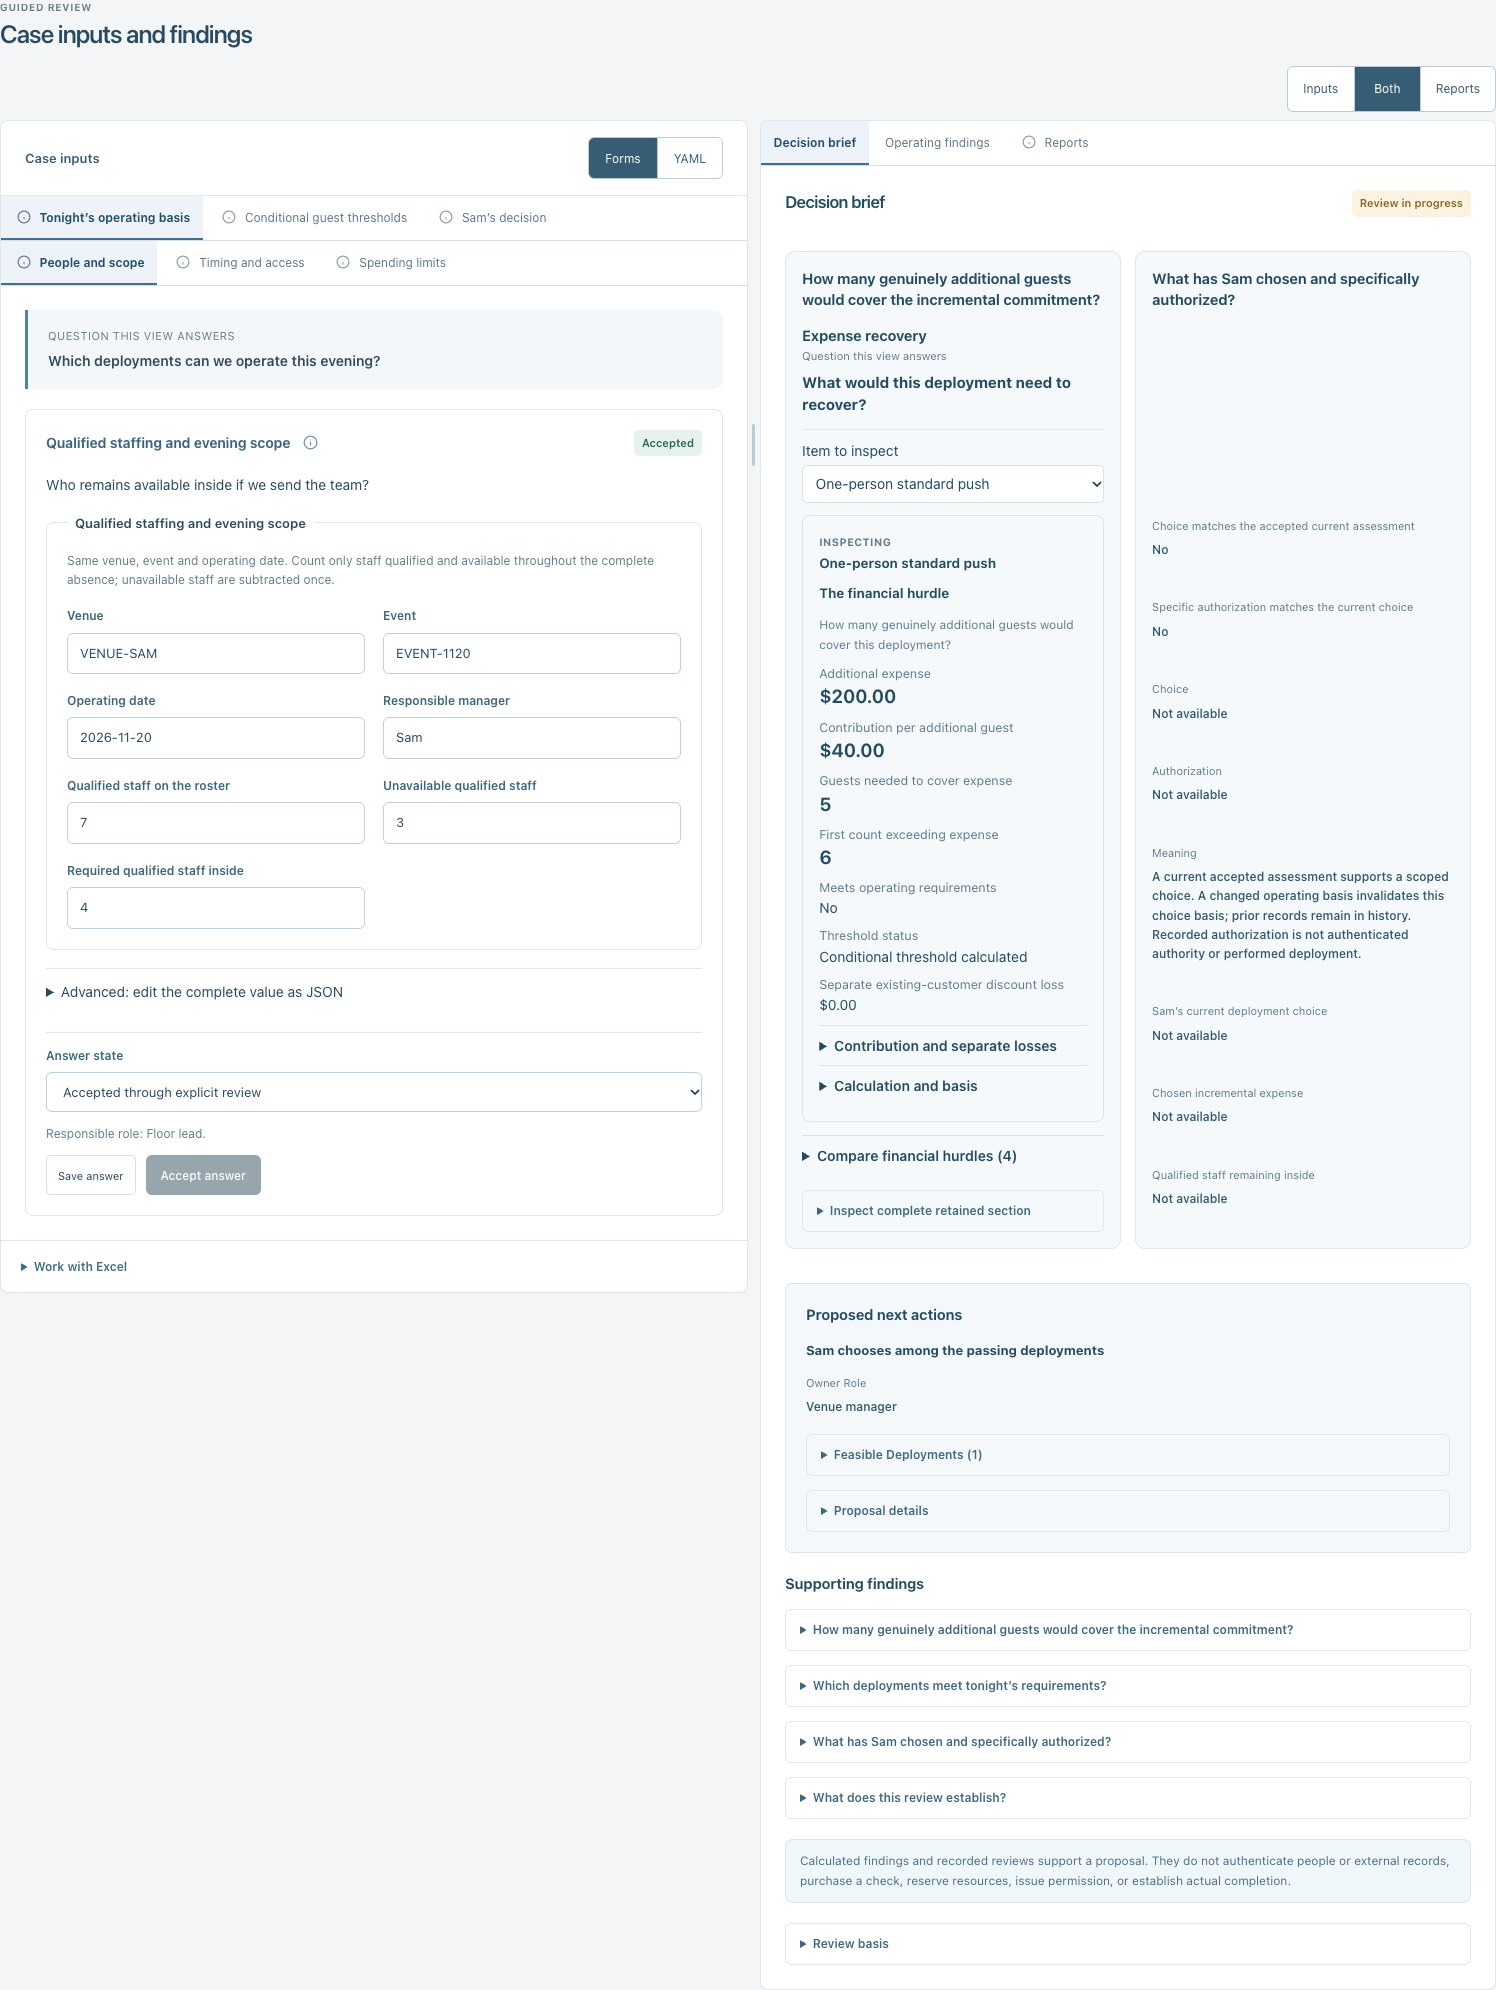 GUIDED REVIEW
Case inputs and findings
Inputs
Both
Reports
Case inputs
Forms
YAML
Tonight's operating basis
Conditional guest thresholds
Sam's decision
People and scope
Timing and access
Spending limits
QUESTION THIS VIEW ANSWERS
Which deployments can we operate this evening?
Qualified staffing and evening scope
Accepted
Who remains available inside if we send the team?
Qualified staffing and evening scope
Same venue, event and operating date. Count only staff qualified and available throughout the complete
absence; unavailable staff are subtracted once.
Venue
Event
VENUE-SAM
EVENT-1120
Operating date
Responsible manager
2026-11-20
Sam
Qualified staff on the roster
Unavailable qualified staff
7
3
Required qualified staff inside
4
Advanced: edit the complete value as JSON
Answer state
Accepted through explicit review
Responsible role: Floor lead.
Save answer
Accept answer
Work with Excel
Decision brief
Operating findings
Reports
Decision brief
Review in progress
How many genuinely additional guests
would cover the incremental commitment?
Expense recovery
Question this view answers
What would this deployment need to
recover?
Item to inspect
One-person standard push
INSPECTING
One-person standard push
The financial hurdle
How many genuinely additional guests would
cover this deployment?
Additional expense
$200.00
Contribution per additional guest
$40.00
Guests needed to cover expense
5
First count exceeding expense
6
Meets operating requirements
No
Threshold status
Conditional threshold calculated
Separate existing-customer discount loss
$0.00
Contribution and separate losses
Calculation and basis
Compare financial hurdles (4)
Inspect complete retained section
What has Sam chosen and specifically
authorized?
Choice matches the accepted current assessment
No
Specific authorization matches the current choice
No
Choice
Not available
Authorization
Not available
Meaning
A current accepted assessment supports a scoped
choice. A changed operating basis invalidates this
choice basis; prior records remain in history.
Recorded authorization is not authenticated
authority or performed deployment.
Sam's current deployment choice
Not available
Chosen incremental expense
Not available
Qualified staff remaining inside
Not available
Proposed next actions
Sam chooses among the passing deployments
Owner Role
Venue manager
Feasible Deployments (1)
Proposal details
Supporting findings
How many genuinely additional guests would cover the incremental commitment?
Which deployments meet tonight's requirements?
What has Sam chosen and specifically authorized?
What does this review establish?
Calculated findings and recorded reviews support a proposal. They do not authenticate people or external records,
purchase a check, reserve resources, issue permission, or establish actual completion.
Review basis